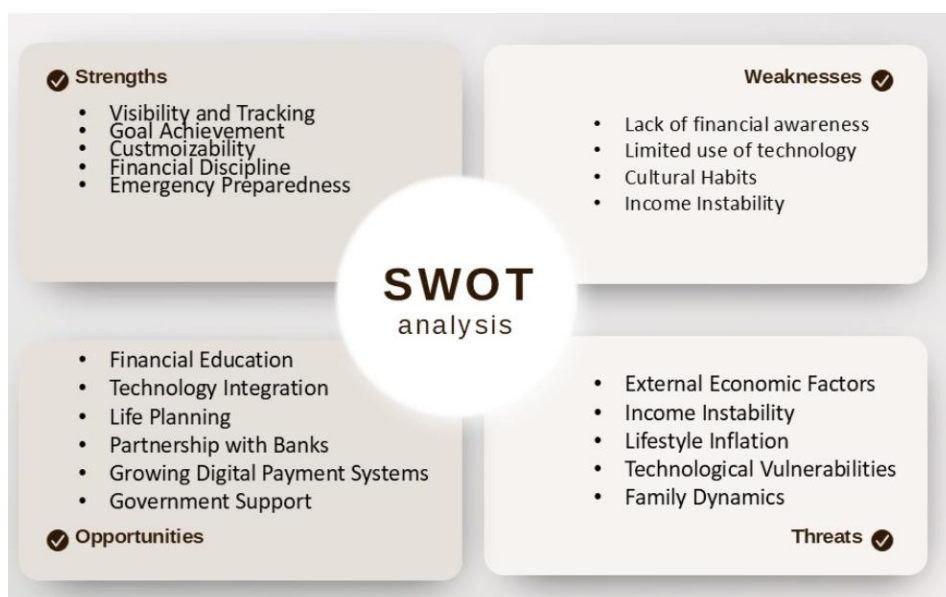 Strengths
• Visibility and Tracking
• Goal Achievement
• Custmoizability
• Financial Discipline
• Emergency Preparedness
Weaknesses
• Lack of financial awareness
• Limited use of technology
• Cultural Habits
• Income Instability
SWOT
analysis
• Financial Education
• Technology Integration
• Life Planning
• Partnership with Banks
• Growing Digital Payment Systems
• Government Support
Opportunities
• External Economic Factors
• Income Instability
• Lifestyle Inflation
• Technological Vulnerabilities
• Family Dynamics
Threats